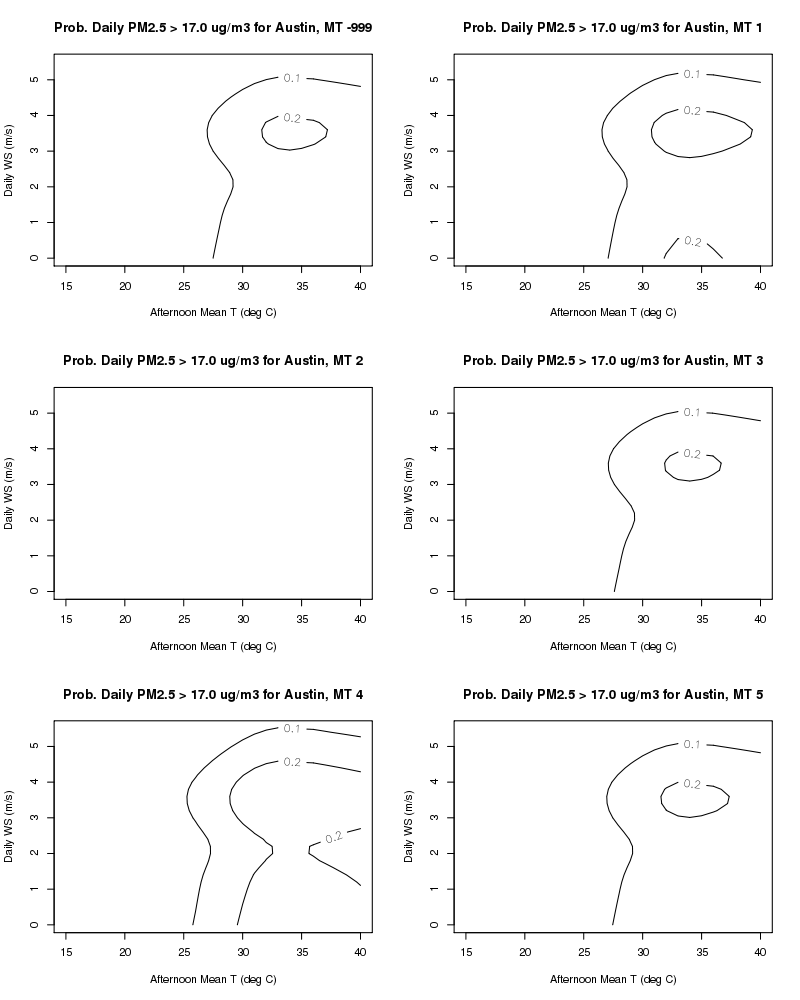 Prob. Daily PM2.5 > 17.0 ug/m3 for Austin, MT -999
Daily WS (m/s)
5
4
3
2
1
0
0.1
0.2
15 20 25 30 35 40
Afternoon Mean T (deg C)
Prob. Daily PM2.5 > 17.0 ug/m3 for Austin, MT 1
Daily WS (m/s)
5
4
3
2
1
0
0.1
0.2
0.2
15 20 25 30 35 40
Afternoon Mean T (deg C)
Prob. Daily PM2.5 > 17.0 ug/m3 for Austin, MT 2
Daily WS (m/s)
5
4
3
2
1
0
15 20 25 30 35 40
Afternoon Mean T (deg C)
Prob. Daily PM2.5 > 17.0 ug/m3 for Austin, MT 3
Daily WS (m/s)
5
4
3
2
1
0
0.1
0.2
15 20 25 30 35 40
Afternoon Mean T (deg C)
Prob. Daily PM2.5 > 17.0 ug/m3 for Austin, MT 4
Daily WS (m/s)
5
4
3
2
1
0
0.1
0.2
0.2
15 20 25 30 35 40
Afternoon Mean T (deg C)
Prob. Daily PM2.5 > 17.0 ug/m3 for Austin, MT 5
Daily WS (m/s)
5
4
3
2
1
0
0.1
0.2
15 20 25 30 35 40
Afternoon Mean T (deg C)